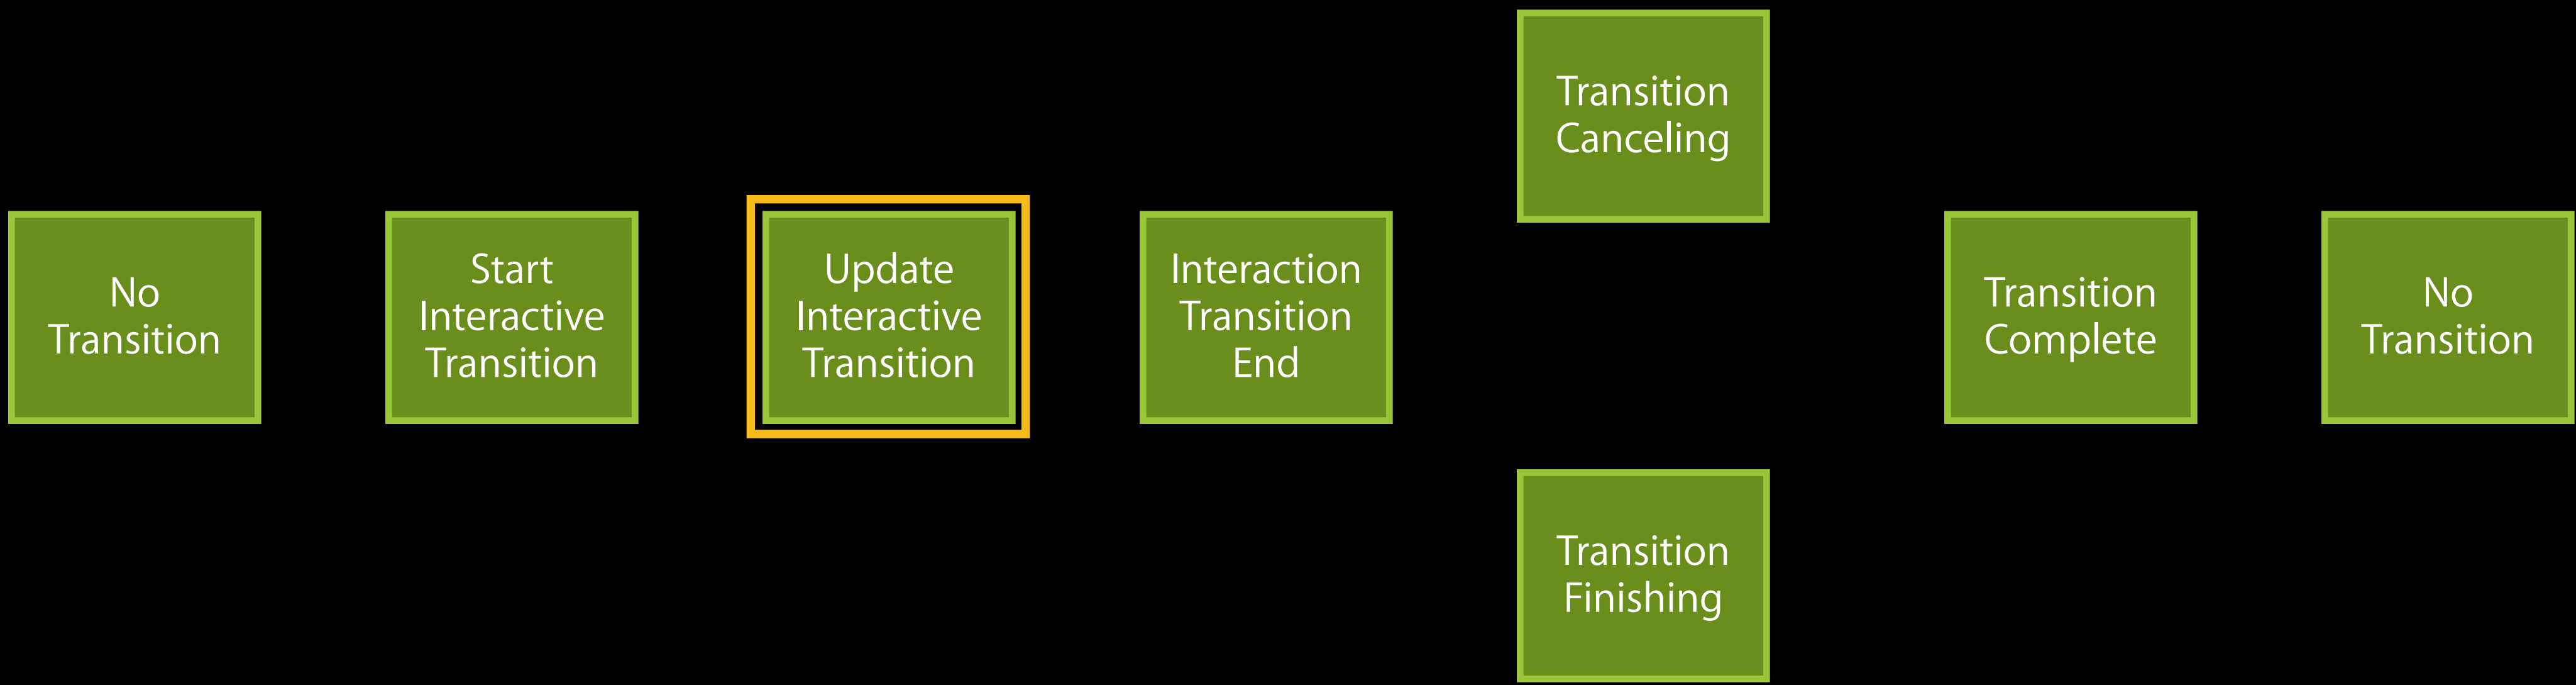 No
Transition
Start
Interactive
Transition
Update
Interactive
Transition
Interaction
Transition
End
Transition
Canceling
Transition
Finishing
Transition
Complete
No
Transition